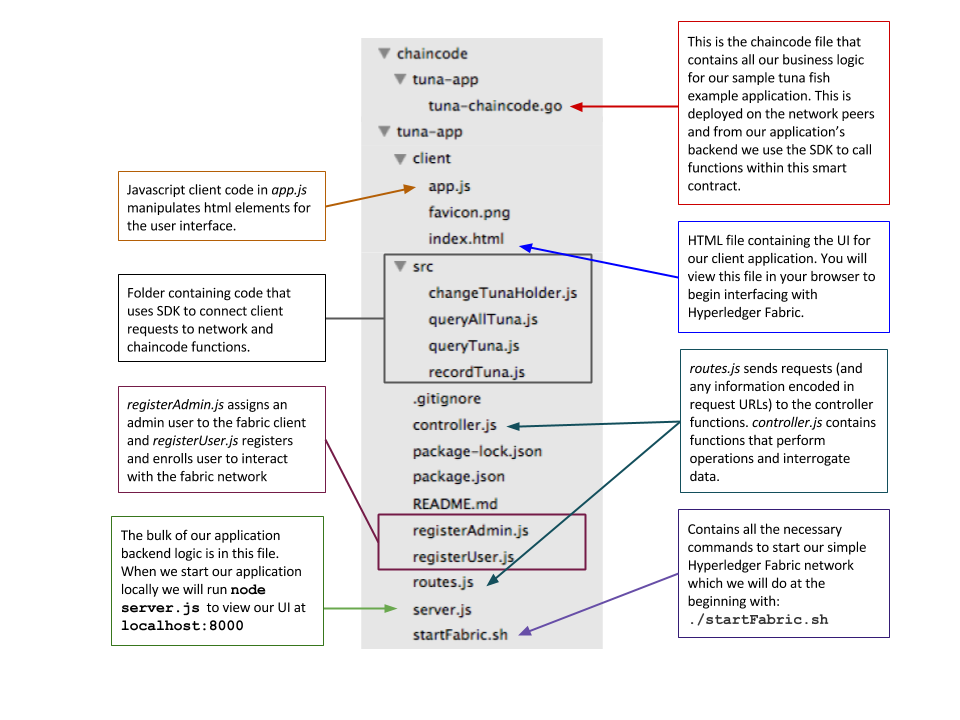 chaincode
tuna-app
tuna-chaincode.go
tuna-app
client
app.js
favicon.png
index.html
src
changeTunaHolder.js
queryAllTuna.js
queryTuna.js
recordTuna.js
.gitignore
controller.js
package-lock.json
package.json
README.md
registerAdmin.js
registerUser.js
routes.js
server.js
startFabric.sh
Javascript client code in app.js
manipulates html elements for
the user interface.
Folder containing code that
uses SDK to connect client
requests to network and
chaincode functions.
registerAdmin.js assigns an
admin user to the fabric client
and registerUser.js registers
and enrolls user to interact
with the fabric network
The bulk of our application
backend logic is in this file.
When we start our application
locally we will run node
server.js to view our UI at
localhost:8000
This is the chaincode file that
contains all our business logic
for our sample tuna fish
example application. This is
deployed on the network peers
and from our application's
backend we use the SDK to call
functions within this smart
contract.
HTML file containing the UI for
our client application. You will
view this file in your browser to
begin interfacing with
Hyperledger Fabric.
routes.js sends requests (and
any information encoded in
request URLs) to the controller
functions. controller.js contains
functions that perform
operations and interrogate
data.
Contains all the necessary
commands to start our simple
Hyperledger Fabric network
which we will do at the
beginning with:
./startFabric.sh